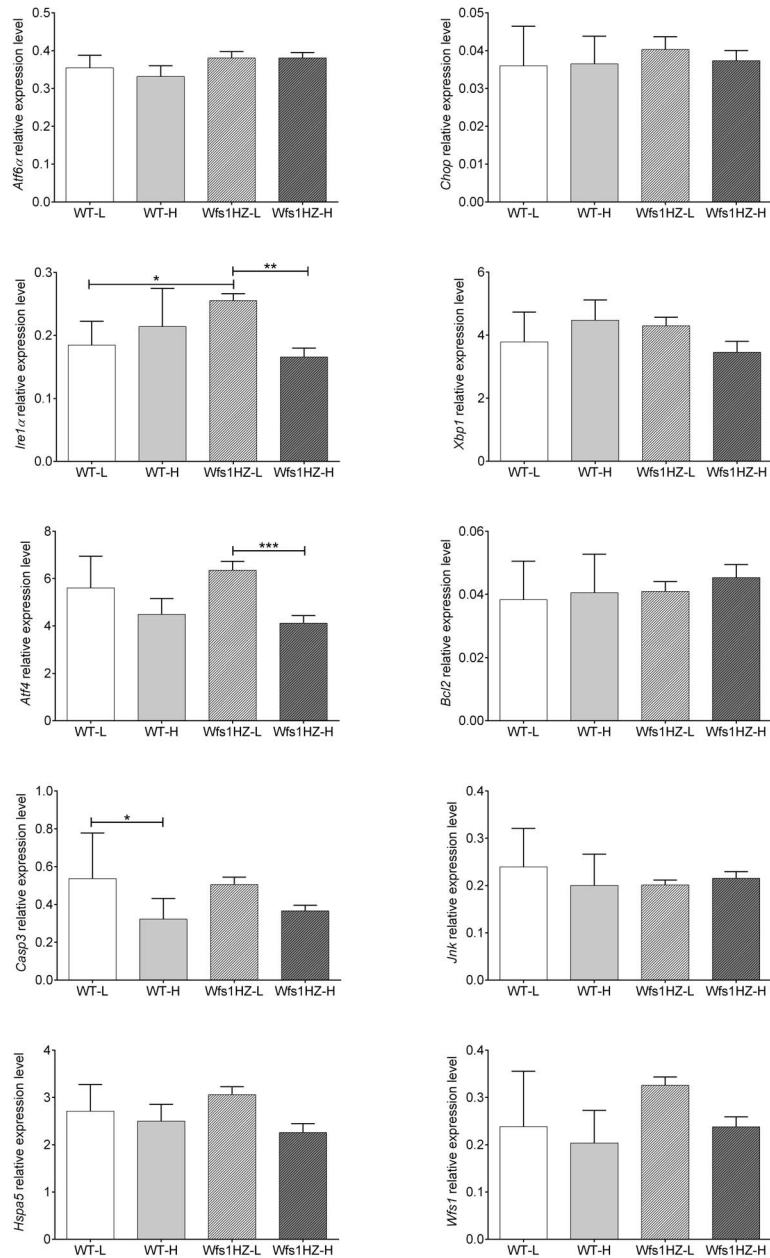 Atf6α relative expression level
0.5
0.4
0.3
0.2
0.1
0.0
WT-L WT-H Wfs1HZ-L Wfs1HZ-H
Chop relative expression level
0.05
0.04
0.03
0.02
0.01
0.00
WT-L WT-H Wfs1HZ-L Wfs1HZ-H
Ire1α relative expression level
0.3
0.2
0.1
0.0
* **
WT-L WT-H Wfs1HZ-L Wfs1HZ-H
Xbp1 relative expression level
6
4
2
0
WT-L WT-H Wfs1HZ-L Wfs1HZ-H
Atf4 relative expression level
8
6
4
2
0
***
WT-L WT-H Wfs1HZ-L Wfs1HZ-H
Bcl2 relative expression level
0.06
0.04
0.02
0.00
WT-L WT-H Wfs1HZ-L Wfs1HZ-H
Casp3 relative expression level
1.0
0.8
0.6
0.4
0.2
0.0
*
WT-L WT-H Wfs1HZ-L Wfs1HZ-H
Jnk relative expression level
0.4
0.3
0.2
0.1
0.0
WT-L WT-H Wfs1HZ-L Wfs1HZ-H
Hspa5 relative expression level
4
3
2
1
0
WT-L WT-H Wfs1HZ-L Wfs1HZ-H
Wfs1 relative expression level
0.4
0.3
0.2
0.1
0.0
WT-L WT-H Wfs1HZ-L Wfs1HZ-H